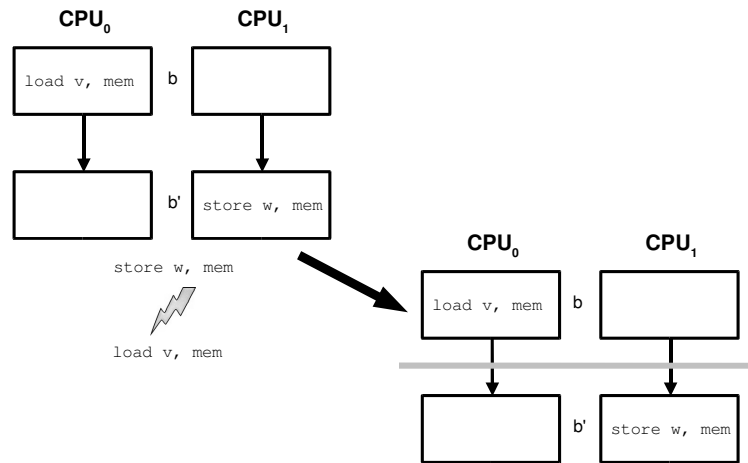 CPU₀ CPU₁
load v, mem b
b' store w, mem
store w, mem
load v, mem
CPU₀ CPU₁
load v, mem b
b' store w, mem